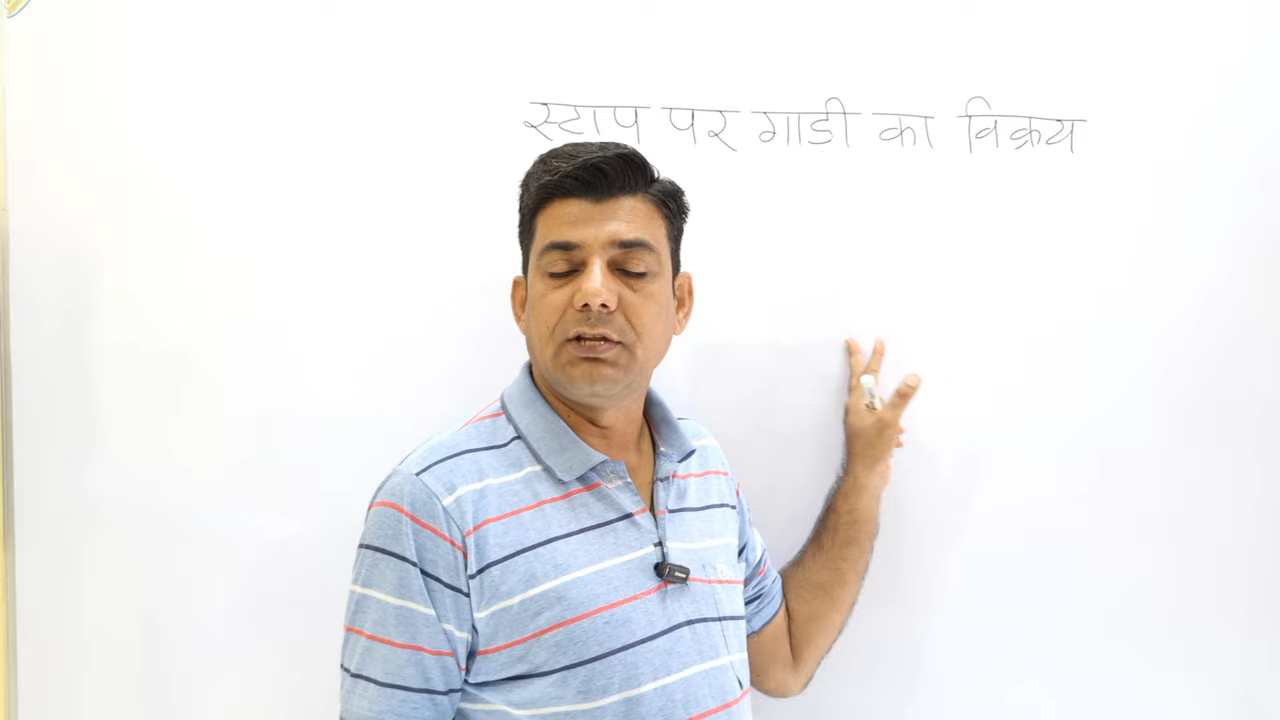 स्टाप पर गाड़ी का विक्रय